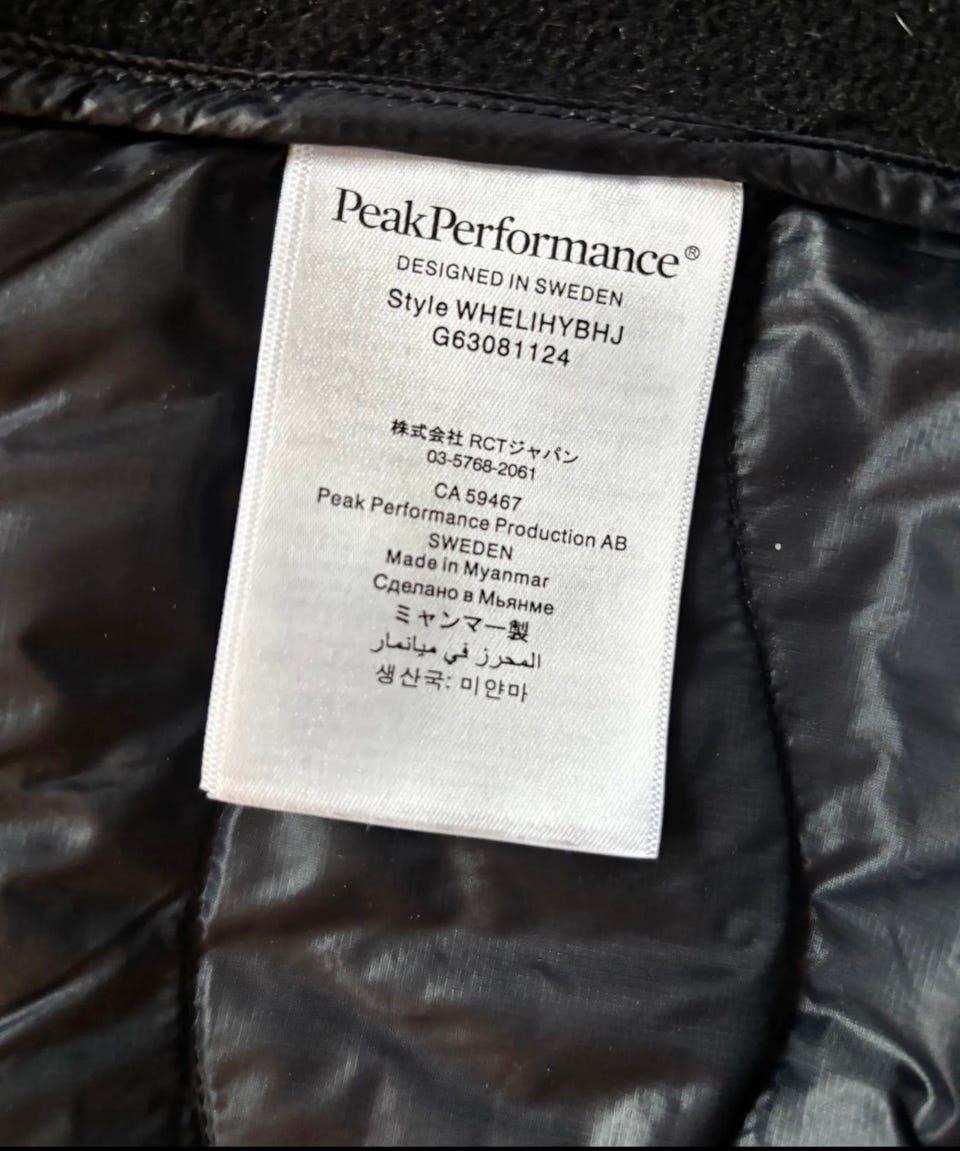 PeakPerformance®
DESIGNED IN SWEDEN
Style WHELIHYBHJ
G63081124
株式会社 RCTジャパン
03-5768-2061
CA 59467
Peak Performance Production AB
SWEDEN
Made in Myanmar
Сделано в Мьянме
ミャンマー製
المحرز في ميانمار
생산국: 미얀마